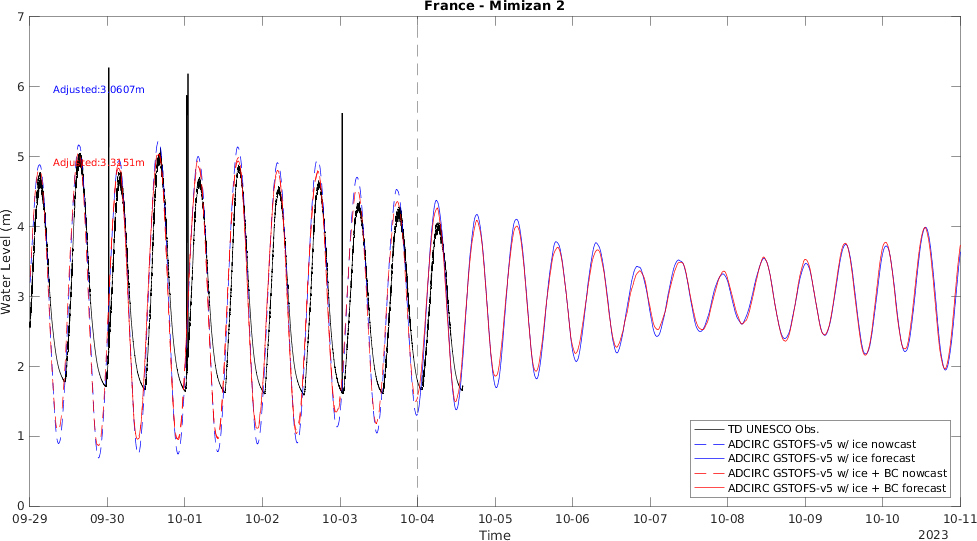 France - Mimizan 2
7
6
5
4
3
2
1
0
Water Level (m)
Adjusted:3.0607m
Adjusted:3.3151m
TD UNESCO Obs.
ADCIRC GSTOFS-v5 w/ ice nowcast
ADCIRC GSTOFS-v5 w/ ice forecast
ADCIRC GSTOFS-v5 w/ ice + BC nowcast
ADCIRC GSTOFS-v5 w/ ice + BC forecast
09-29 09-30 10-01 10-02 10-03 10-04 10-05 10-06 10-07 10-08 10-09 10-10 10-11
Time
2023